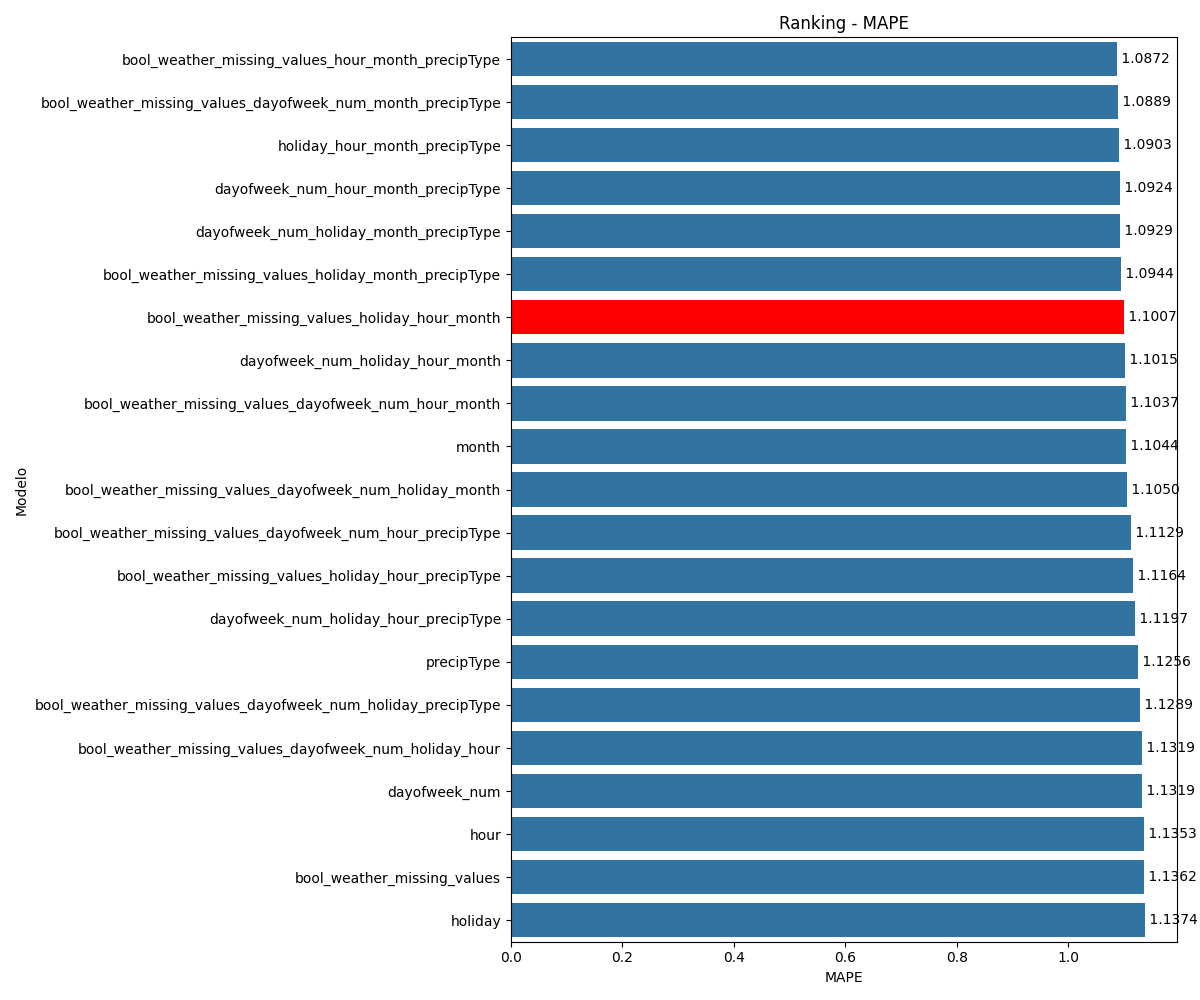 Ranking - MAPE
bool_weather_missing_values_hour_month_precipType 1.0872
bool_weather_missing_values_dayofweek_num_month_precipType 1.0889
holiday_hour_month_precipType 1.0903
dayofweek_num_hour_month_precipType 1.0924
dayofweek_num_holiday_month_precipType 1.0929
bool_weather_missing_values_holiday_month_precipType 1.0944
bool_weather_missing_values_holiday_hour_month 1.1007
dayofweek_num_holiday_hour_month 1.1015
bool_weather_missing_values_dayofweek_num_hour_month 1.1037
month 1.1044
bool_weather_missing_values_dayofweek_num_holiday_month 1.1050
bool_weather_missing_values_dayofweek_num_hour_precipType 1.1129
bool_weather_missing_values_holiday_hour_precipType 1.1164
dayofweek_num_holiday_hour_precipType 1.1197
precipType 1.1256
bool_weather_missing_values_dayofweek_num_holiday_precipType 1.1289
bool_weather_missing_values_dayofweek_num_holiday_hour 1.1319
dayofweek_num 1.1319
hour 1.1353
bool_weather_missing_values 1.1362
holiday 1.1374
Modelo
0.0 0.2 0.4 0.6 0.8 1.0
MAPE